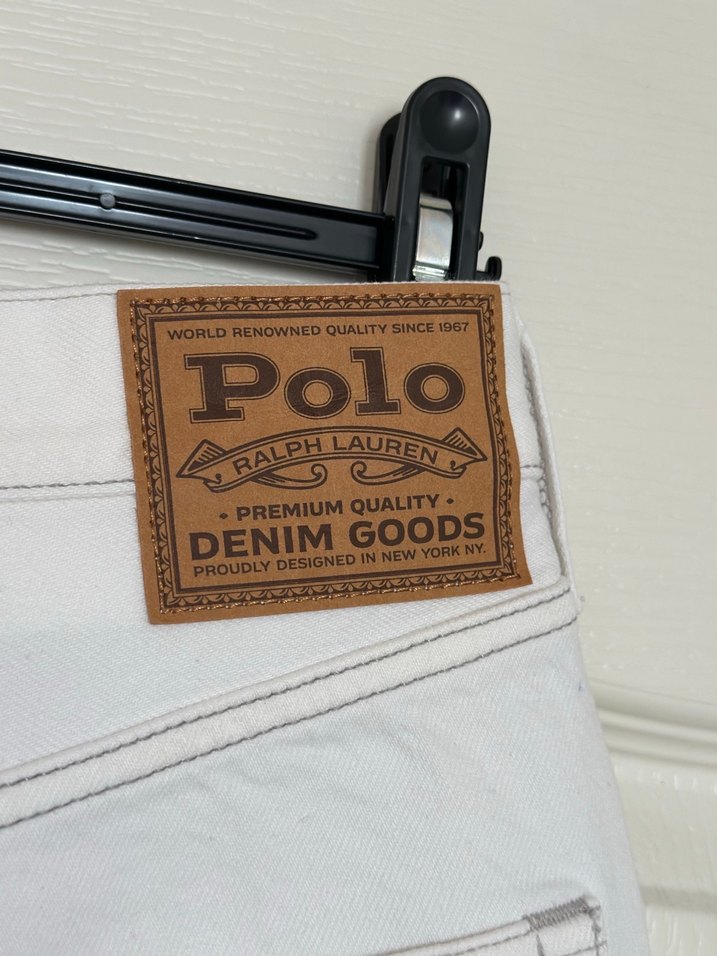 WORLD RENOWNED QUALITY SINCE 1967
Polo
RALPH LAUREN
• PREMIUM QUALITY •
DENIM GOODS
PROUDLY DESIGNED IN NEW YORK NY.